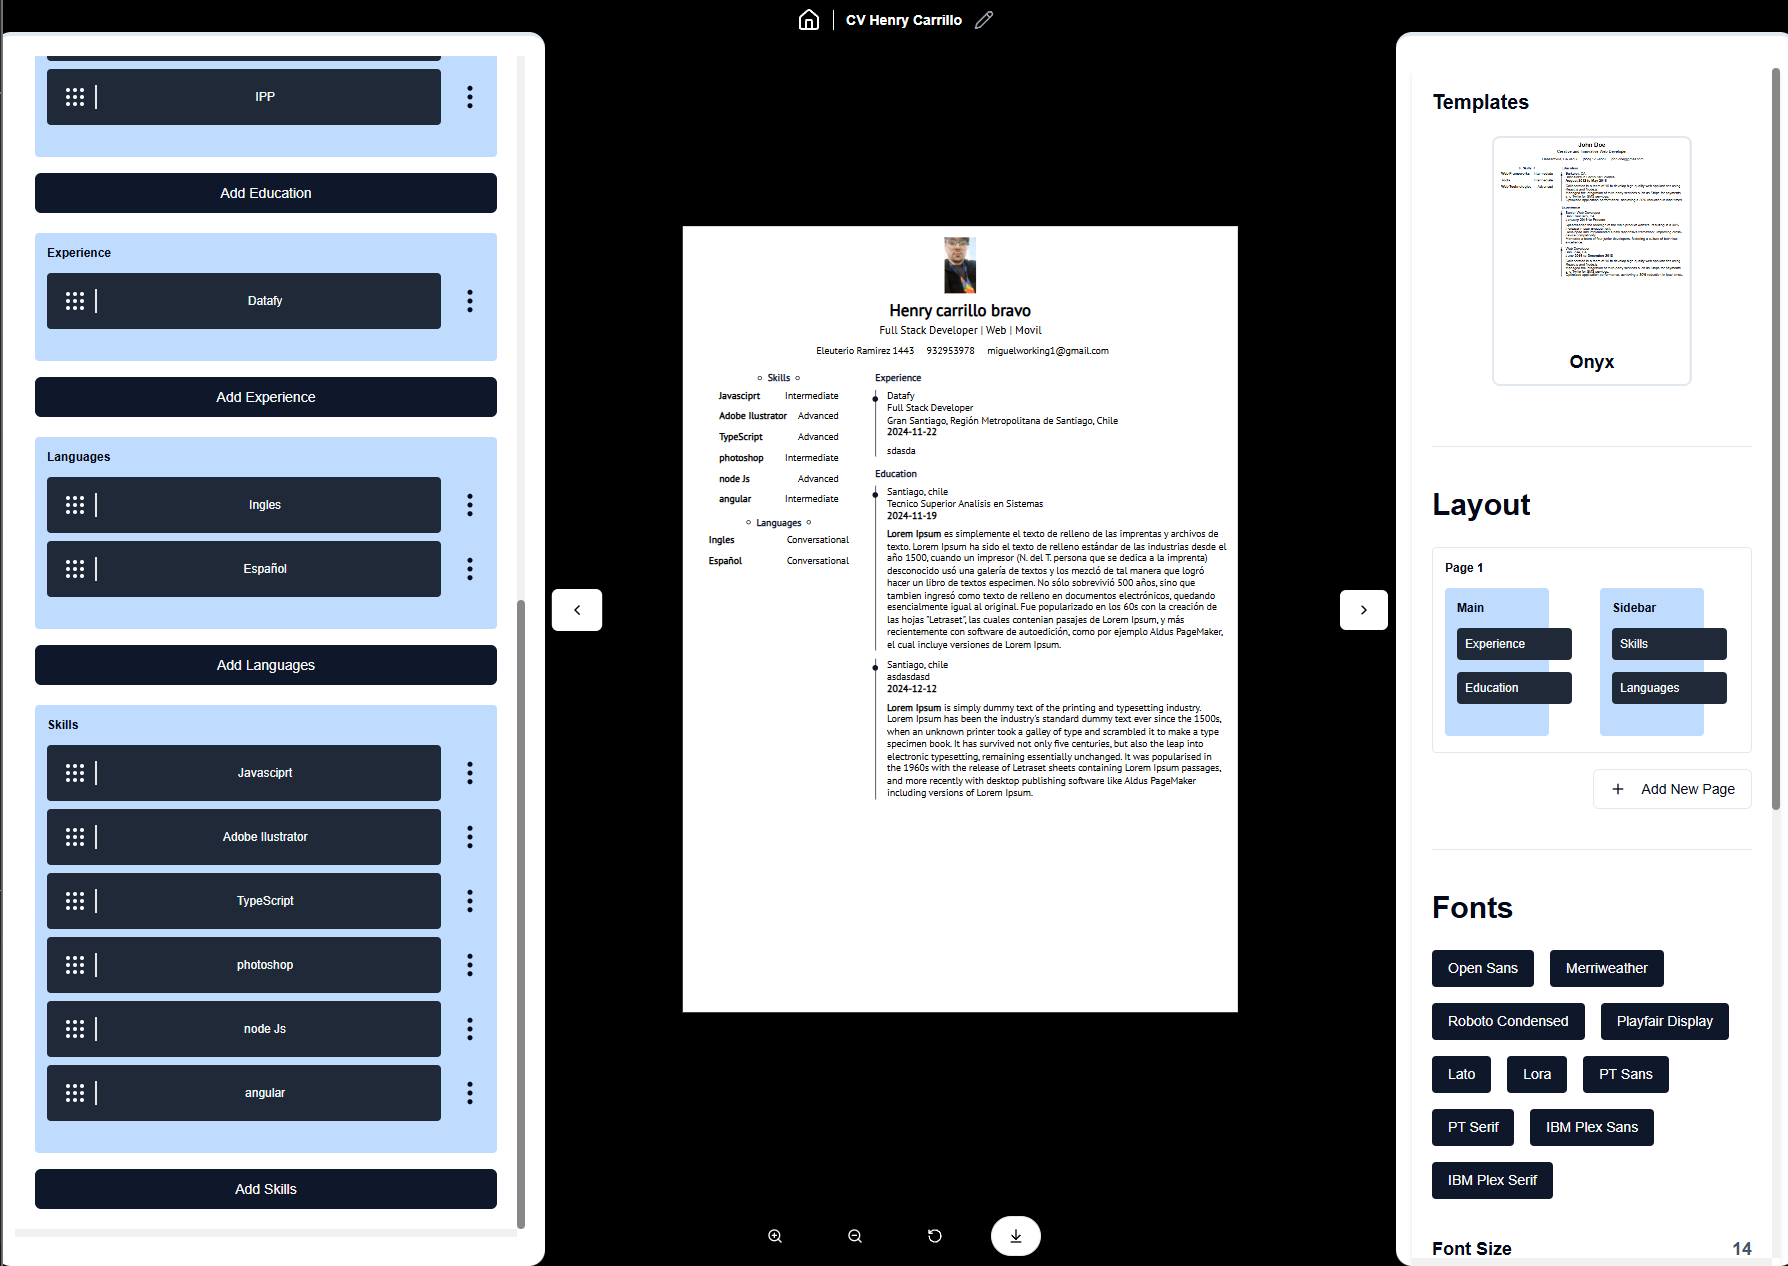 CV Henry Carrillo
IPP
Add Education
Experience
Datafy
Add Experience
Languages
Ingles
Español
Add Languages
Skills
Javasciprt
Adobe Ilustrator
TypeScript
photoshop
node Js
angular
Add Skills
Henry carrillo bravo
Full Stack Developer | Web | Movil
Eleuterio Ramirez 1443 932953978 miguelworking1@gmail.com
Skills
Javasciprt Intermediate
Adobe Ilustrator Advanced
TypeScript Advanced
photoshop Intermediate
node Js Advanced
angular Intermediate
Languages
Ingles Conversational
Español Conversational
Experience
Datafy
Full Stack Developer
Gran Santiago, Región Metropolitana de Santiago, Chile
2024-11-22
sdasda
Education
Santiago, chile
Tecnico Superior Analisis en Sistemas
2024-11-19
Lorem Ipsum es simplemente el texto de relleno de las imprentas y archivos de
texto. Lorem Ipsum ha sido el texto de relleno estándar de las industrias desde el
año 1500, cuando un impresor (N. del T. persona que se dedica a la imprenta)
desconocido usó una galería de textos y los mezcló de tal manera que logró
hacer un libro de textos especimen. No sólo sobrevivió 500 años, sino que
tambien ingresó como texto de relleno en documentos electrónicos, quedando
esencialmente igual al original. Fue popularizado en los 60s con la creación de
las hojas "Letraset", las cuales contenian pasajes de Lorem Ipsum, y más
recientemente con software de autoedición, como por ejemplo Aldus PageMaker,
el cual incluye versiones de Lorem Ipsum.
Santiago, chile
asdasdasd
2024-12-12
Lorem Ipsum is simply dummy text of the printing and typesetting industry.
Lorem Ipsum has been the industry's standard dummy text ever since the 1500s,
when an unknown printer took a galley of type and scrambled it to make a type
specimen book. It has survived not only five centuries, but also the leap into
electronic typesetting, remaining essentially unchanged. It was popularised in
the 1960s with the release of Letraset sheets containing Lorem Ipsum passages,
and more recently with desktop publishing software like Aldus PageMaker
including versions of Lorem Ipsum.
Templates
John Doe
Creative and Innovative Web Developer
Onyx
Layout
Page 1
Main
Experience
Education
Sidebar
Skills
Languages
Add New Page
Fonts
Open Sans
Merriweather
Roboto Condensed
Playfair Display
Lato
Lora
PT Sans
PT Serif
IBM Plex Sans
IBM Plex Serif
Font Size 14